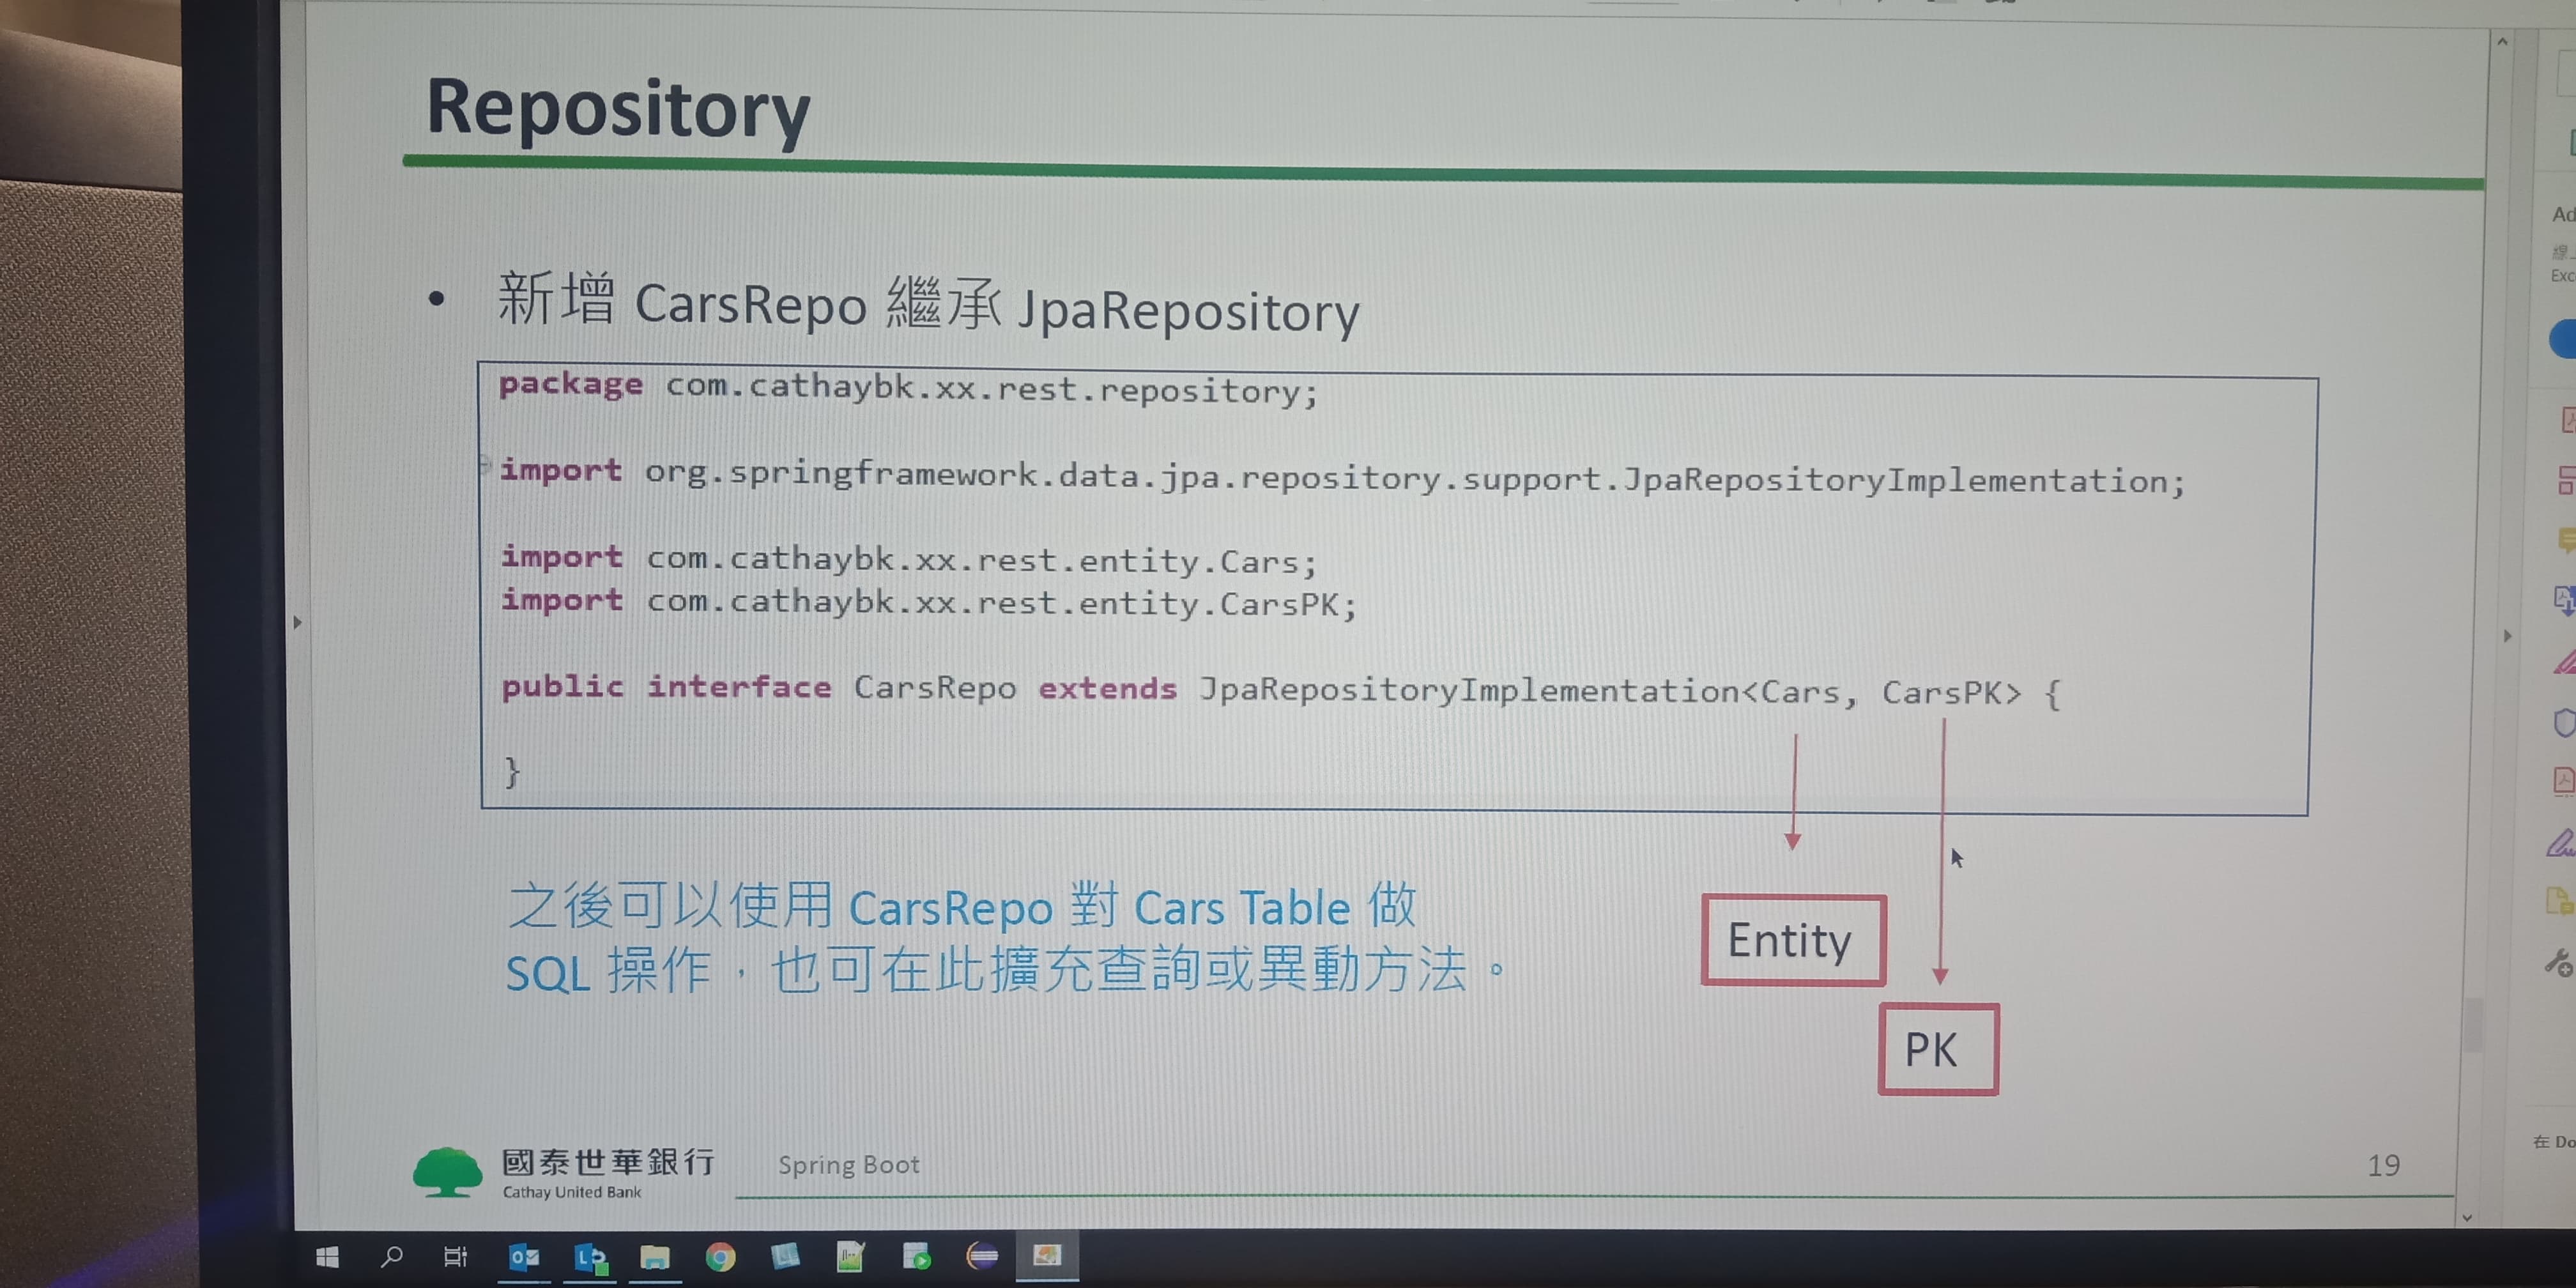 Repository
• 新增 CarsRepo 繼承 JpaRepository
package com.cathaybk.xx.rest.repository;
import org.springframework.data.jpa.repository.support.JpaRepositoryImplementation;
import com.cathaybk.xx.rest.entity.Cars;
import com.cathaybk.xx.rest.entity.CarsPK;
public interface CarsRepo extends JpaRepositoryImplementation<Cars, CarsPK> {
}
之後可以使用 CarsRepo 對 Cars Table 做
SQL 操作，也可在此擴充查詢或異動方法。
Entity
PK
國泰世華銀行
Cathay United Bank
Spring Boot
19
Ad
線上
Exc
在 Do